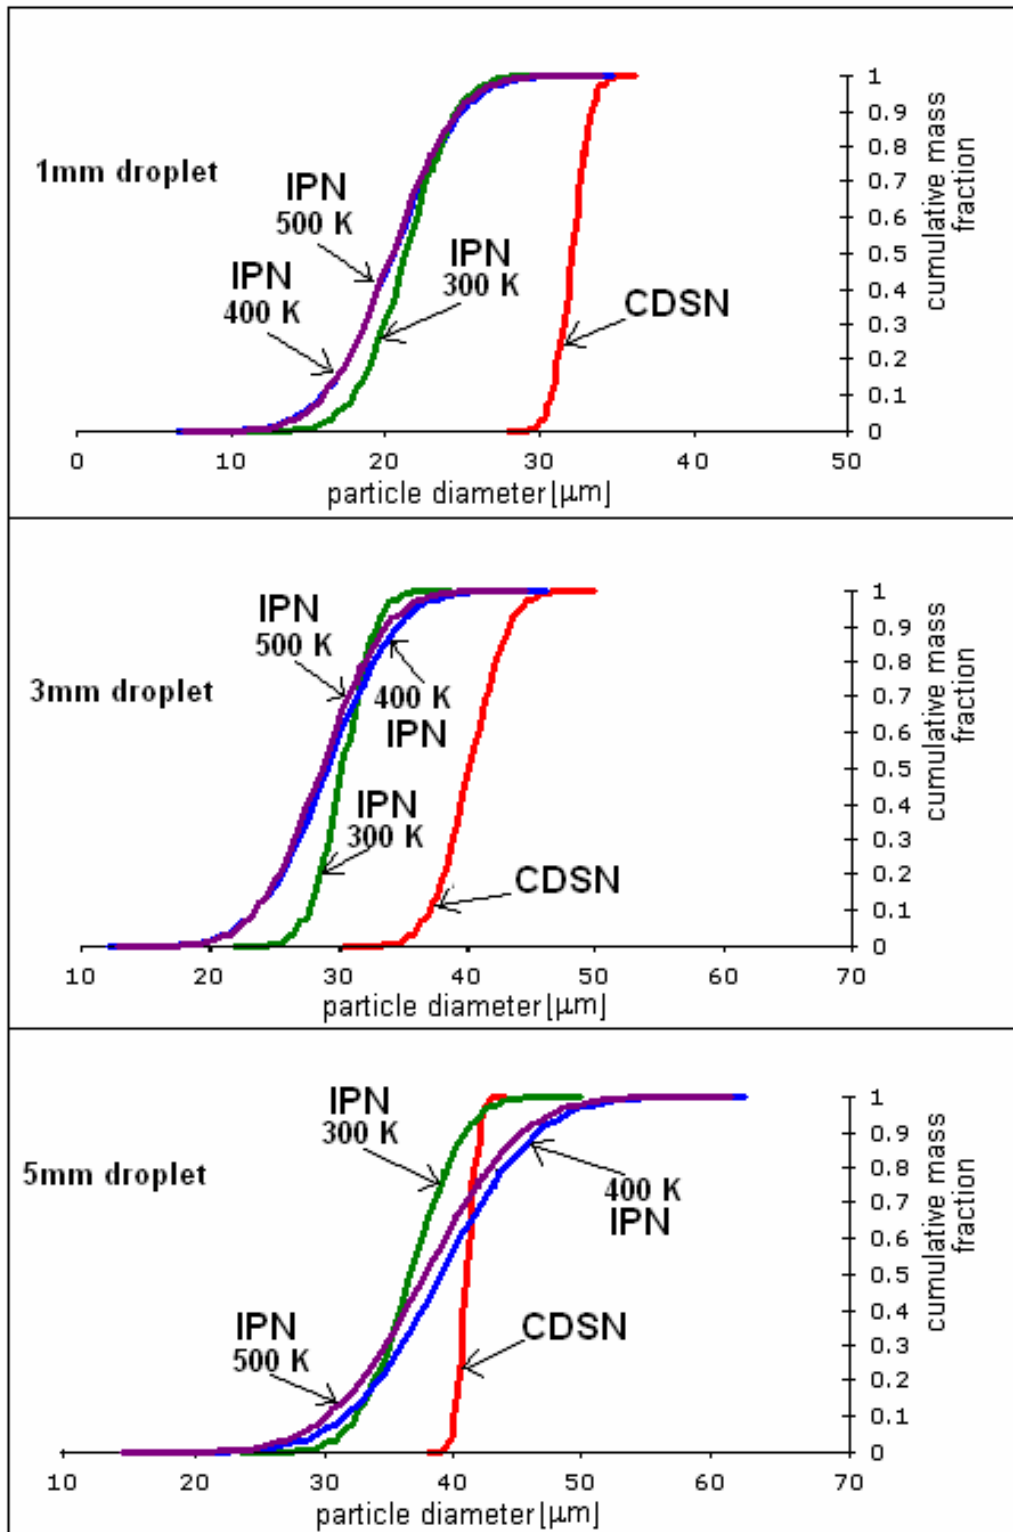 1mm droplet
IPN
500 K
IPN
400 K
IPN
300 K
CDSN
1
0.9
0.8
0.7
0.6
0.5
0.4
0.3
0.2
0.1
0
cumulative mass
fraction
0 10 20 30 40 50
particle diameter [μm]
3mm droplet
IPN
500 K
400 K
IPN
IPN
300 K
CDSN
1
0.9
0.8
0.7
0.6
0.5
0.4
0.3
0.2
0.1
0
cumulative mass
fraction
10 20 30 40 50 60 70
particle diameter [μm]
5mm droplet
IPN
300 K
400 K
IPN
IPN
500 K
CDSN
1
0.9
0.8
0.7
0.6
0.5
0.4
0.3
0.2
0.1
0
cumulative mass
fraction
10 20 30 40 50 60 70
particle diameter [μm]